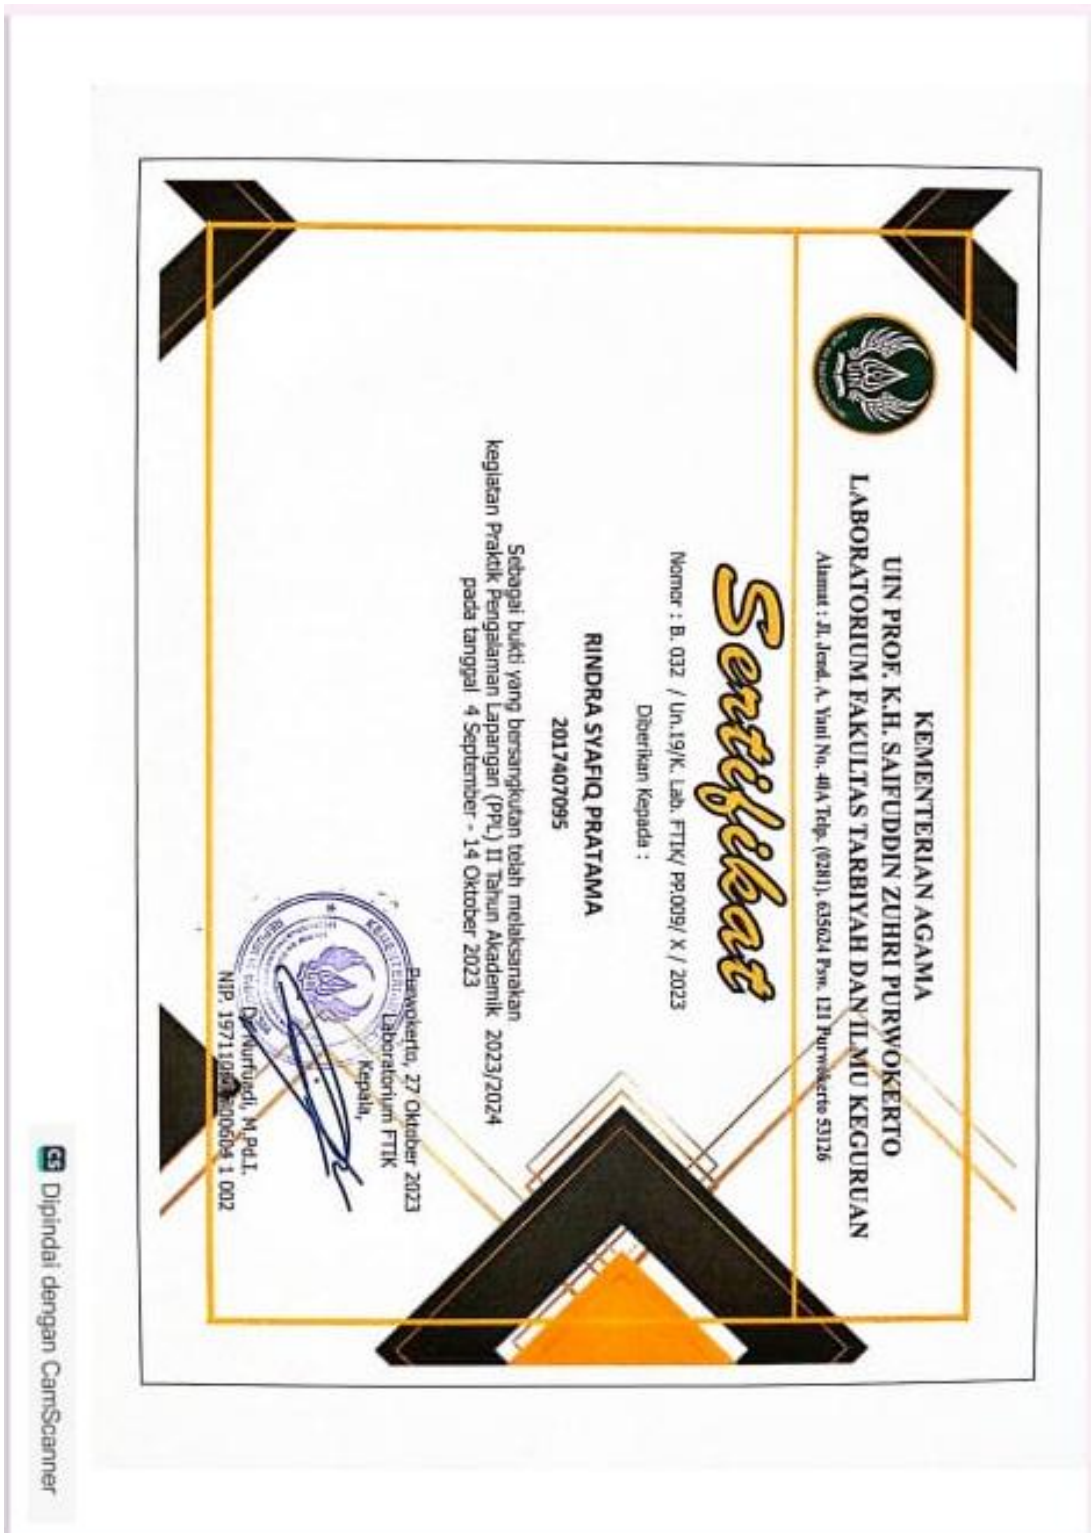 KEMENTERIAN AGAMA
UIN PROF. K.H. SAIFUDDIN ZUHRI PURWOKERTO
LABORATORIUM FAKULTAS TARBIYAH DAN ILMU KEGURUAN
Alamat : Jl. Jend. A. Yani No. 40A Telp. (0281). 635624 Psw. 121 Purwokerto 53126
Sertifikat
Nomor : B. 032 / Un.19/K. Lab. FTIK/ PP.009/ X / 2023
Diberikan Kepada :
RINDRA SYAFIQ PRATAMA
2017407095
Sebagai bukti yang bersangkutan telah melaksanakan
kegiatan Praktik Pengalaman Lapangan (PPL) II Tahun Akademik 2023/2024
pada tanggal 4 September - 14 Oktober 2023
Purwokerto, 27 Oktober 2023
Laboratorium FTIK
Kepala,
Nurfuadi, M.Pd.I.
NIP. 1 002
CS Dipindai dengan CamScanner